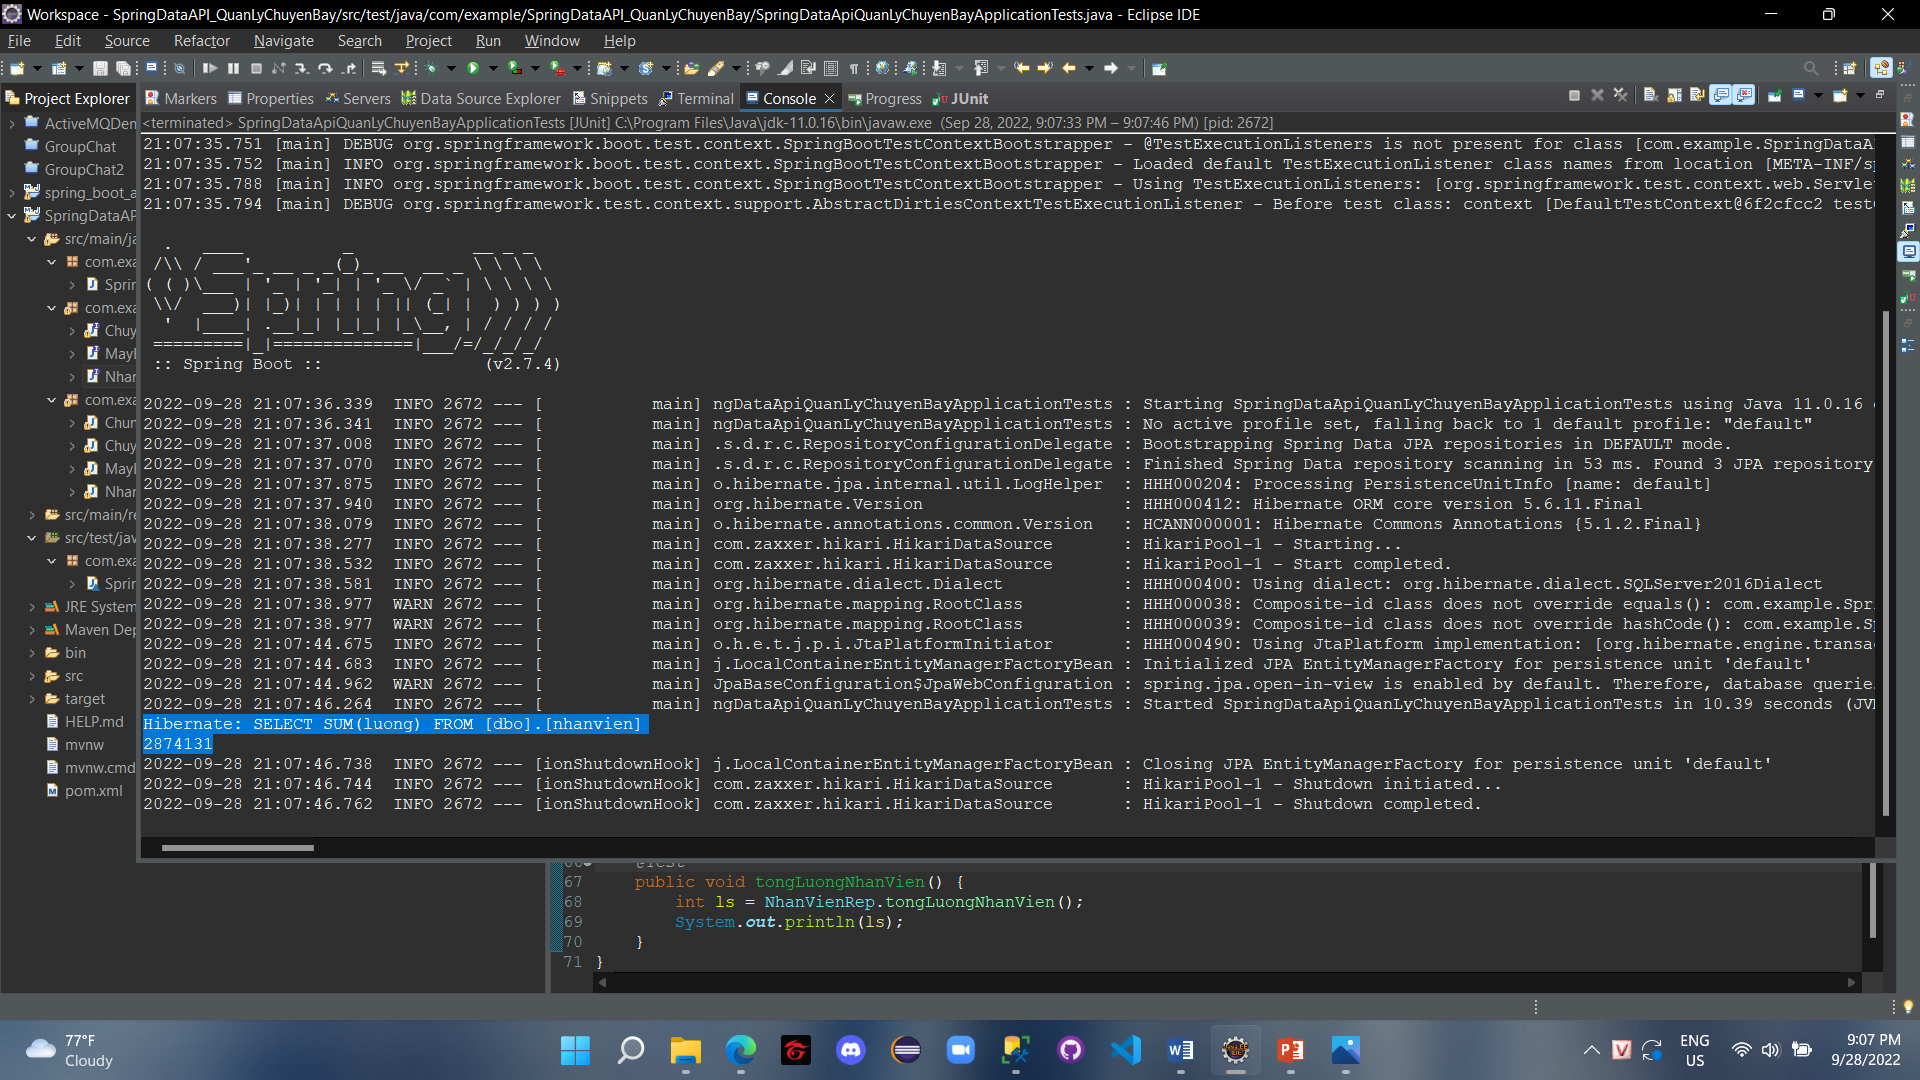 Workspace - SpringDataAPI_QuanLyChuyenBay/src/test/java/com/example/SpringDataAPI_QuanLyChuyenBay/SpringDataApiQuanLyChuyenBayApplicationTests.java - Eclipse IDE
File Edit Source Refactor Navigate Search Project Run Window Help
Project Explorer Markers Properties Servers Data Source Explorer Snippets Terminal Console Progress JUnit
<terminated> SpringDataApiQuanLyChuyenBayApplicationTests [JUnit] C:\Program Files\Java\jdk-11.0.16\bin\javaw.exe (Sep 28, 2022, 9:07:33 PM – 9:07:46 PM) [pid: 2672]
ActiveMQDen
GroupChat
GroupChat2
spring_boot_a
SpringDataAP
src/main/ja
com.exa
Sprir
com.exa
Chuy
MayI
Nhar
com.exa
Chur
Chuy
MayI
Nhar
src/main/re
src/test/jav
com.exa
Sprir
JRE System
Maven Dep
bin
src
target
HELP.md
mvnw
mvnw.cmd
pom.xml
21:07:35.751 [main] DEBUG org.springframework.boot.test.context.SpringBootTestContextBootstrapper - @TestExecutionListeners is not present for class [com.example.SpringDataA
21:07:35.752 [main] INFO org.springframework.boot.test.context.SpringBootTestContextBootstrapper - Loaded default TestExecutionListener class names from location [META-INF/sp
21:07:35.788 [main] INFO org.springframework.boot.test.context.SpringBootTestContextBootstrapper - Using TestExecutionListeners: [org.springframework.test.context.web.Servle
21:07:35.794 [main] DEBUG org.springframework.test.context.support.AbstractDirtiesContextTestExecutionListener - Before test class: context [DefaultTestContext@6f2cfcc2 test
Spring
:: Spring Boot :: (v2.7.4)
2022-09-28 21:07:36.339 INFO 2672 --- [ main] ngDataApiQuanLyChuyenBayApplicationTests : Starting SpringDataApiQuanLyChuyenBayApplicationTests using Java 11.0.16
2022-09-28 21:07:36.341 INFO 2672 --- [ main] ngDataApiQuanLyChuyenBayApplicationTests : No active profile set, falling back to 1 default profile: "default"
2022-09-28 21:07:37.008 INFO 2672 --- [ main] .s.d.r.c.RepositoryConfigurationDelegate : Bootstrapping Spring Data JPA repositories in DEFAULT mode.
2022-09-28 21:07:37.070 INFO 2672 --- [ main] .s.d.r.c.RepositoryConfigurationDelegate : Finished Spring Data repository scanning in 53 ms. Found 3 JPA repository
2022-09-28 21:07:37.875 INFO 2672 --- [ main] o.hibernate.jpa.internal.util.LogHelper : HHH000204: Processing PersistenceUnitInfo [name: default]
2022-09-28 21:07:37.940 INFO 2672 --- [ main] org.hibernate.Version : HHH000412: Hibernate ORM core version 5.6.11.Final
2022-09-28 21:07:38.079 INFO 2672 --- [ main] o.hibernate.annotations.common.Version : HCANN000001: Hibernate Commons Annotations {5.1.2.Final}
2022-09-28 21:07:38.277 INFO 2672 --- [ main] com.zaxxer.hikari.HikariDataSource : HikariPool-1 - Starting...
2022-09-28 21:07:38.532 INFO 2672 --- [ main] com.zaxxer.hikari.HikariDataSource : HikariPool-1 - Start completed.
2022-09-28 21:07:38.581 INFO 2672 --- [ main] org.hibernate.dialect.Dialect : HHH000400: Using dialect: org.hibernate.dialect.SQLServer2016Dialect
2022-09-28 21:07:38.977 WARN 2672 --- [ main] org.hibernate.mapping.RootClass : HHH000038: Composite-id class does not override equals(): com.example.Spr
2022-09-28 21:07:38.977 WARN 2672 --- [ main] org.hibernate.mapping.RootClass : HHH000039: Composite-id class does not override hashCode(): com.example.Sp
2022-09-28 21:07:44.675 INFO 2672 --- [ main] o.h.e.t.j.p.i.JtaPlatformInitiator : HHH000490: Using JtaPlatform implementation: [org.hibernate.engine.transa
2022-09-28 21:07:44.683 INFO 2672 --- [ main] j.LocalContainerEntityManagerFactoryBean : Initialized JPA EntityManagerFactory for persistence unit 'default'
2022-09-28 21:07:44.962 WARN 2672 --- [ main] JpaBaseConfiguration$JpaWebConfiguration : spring.jpa.open-in-view is enabled by default. Therefore, database querie
2022-09-28 21:07:46.264 INFO 2672 --- [ main] ngDataApiQuanLyChuyenBayApplicationTests : Started SpringDataApiQuanLyChuyenBayApplicationTests in 10.39 seconds (JV
Hibernate: SELECT SUM(luong) FROM [dbo].[nhanvien]
2874131
2022-09-28 21:07:46.738 INFO 2672 --- [ionShutdownHook] j.LocalContainerEntityManagerFactoryBean : Closing JPA EntityManagerFactory for persistence unit 'default'
2022-09-28 21:07:46.744 INFO 2672 --- [ionShutdownHook] com.zaxxer.hikari.HikariDataSource : HikariPool-1 - Shutdown initiated...
2022-09-28 21:07:46.762 INFO 2672 --- [ionShutdownHook] com.zaxxer.hikari.HikariDataSource : HikariPool-1 - Shutdown completed.
66 @Test
67 public void tongLuongNhanVien() {
68 int ls = NhanVienRep.tongLuongNhanVien();
69 System.out.println(ls);
70 }
71 }
77°F
Cloudy
ENG
US
9:07 PM
9/28/2022